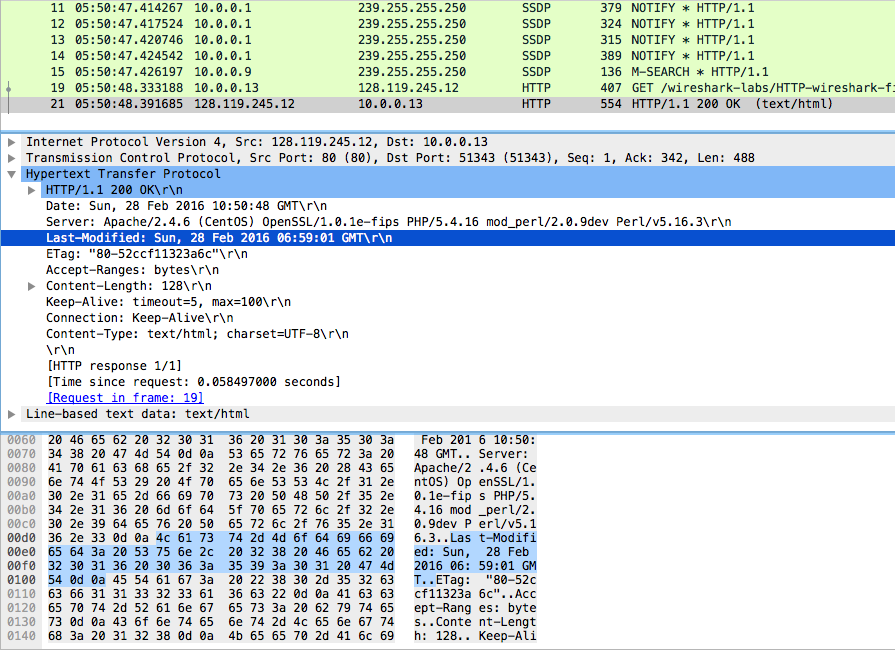 11 05:50:47.414267 10.0.0.1 239.255.255.250 SSDP 379 NOTIFY * HTTP/1.1
12 05:50:47.417524 10.0.0.1 239.255.255.250 SSDP 324 NOTIFY * HTTP/1.1
13 05:50:47.420746 10.0.0.1 239.255.255.250 SSDP 315 NOTIFY * HTTP/1.1
14 05:50:47.424542 10.0.0.1 239.255.255.250 SSDP 389 NOTIFY * HTTP/1.1
15 05:50:47.426197 10.0.0.9 239.255.255.250 SSDP 136 M-SEARCH * HTTP/1.1
19 05:50:48.333188 10.0.0.13 128.119.245.12 HTTP 407 GET /wireshark-labs/HTTP-wireshark-fi
21 05:50:48.391685 128.119.245.12 10.0.0.13 HTTP 554 HTTP/1.1 200 OK (text/html)
Internet Protocol Version 4, Src: 128.119.245.12, Dst: 10.0.0.13
Transmission Control Protocol, Src Port: 80 (80), Dst Port: 51343 (51343), Seq: 1, Ack: 342, Len: 488
Hypertext Transfer Protocol
HTTP/1.1 200 OK\r\n
Date: Sun, 28 Feb 2016 10:50:48 GMT\r\n
Server: Apache/2.4.6 (CentOS) OpenSSL/1.0.1e-fips PHP/5.4.16 mod_perl/2.0.9dev Perl/v5.16.3\r\n
Last-Modified: Sun, 28 Feb 2016 06:59:01 GMT\r\n
ETag: "80-52ccf11323a6c"\r\n
Accept-Ranges: bytes\r\n
Content-Length: 128\r\n
Keep-Alive: timeout=5, max=100\r\n
Connection: Keep-Alive\r\n
Content-Type: text/html; charset=UTF-8\r\n
\r\n
[HTTP response 1/1]
[Time since request: 0.058497000 seconds]
[Request in frame: 19]
Line-based text data: text/html
0060 20 46 65 62 20 32 30 31 36 20 31 30 3a 35 30 3a Feb 201 6 10:50:
0070 34 38 20 47 4d 54 0d 0a 53 65 72 76 65 72 3a 20 48 GMT.. Server:
0080 41 70 61 63 68 65 2f 32 2e 34 2e 36 20 28 43 65 Apache/2 .4.6 (Ce
0090 6e 74 4f 53 29 20 4f 70 65 6e 53 53 4c 2f 31 2e ntOS) Op enSSL/1.
00a0 30 2e 31 65 2d 66 69 70 73 20 50 48 50 2f 35 2e 0.1e-fip s PHP/5.
00b0 34 2e 31 36 20 6d 6f 64 5f 70 65 72 6c 2f 32 2e 4.16 mod _perl/2.
00c0 30 2e 39 64 65 76 20 50 65 72 6c 2f 76 35 2e 31 0.9dev P erl/v5.1
00d0 36 2e 33 0d 0a 4c 61 73 74 2d 4d 6f 64 69 66 69 6.3..Las t-Modifi
00e0 65 64 3a 20 53 75 6e 2c 20 32 38 20 46 65 62 20 ed: Sun, 28 Feb
00f0 32 30 31 36 20 30 36 3a 35 39 3a 30 31 20 47 4d 2016 06: 59:01 GM
0100 54 0d 0a 45 54 61 67 3a 20 22 38 30 2d 35 32 63 T..ETag: "80-52c
0110 63 66 31 31 33 32 33 61 36 63 22 0d 0a 41 63 63 cf11323a 6c"..Acc
0120 65 70 74 2d 52 61 6e 67 65 73 3a 20 62 79 74 65 ept-Rang es: byte
0130 73 0d 0a 43 6f 6e 74 65 6e 74 2d 4c 65 6e 67 74 s..Conte nt-Lengt
0140 68 3a 20 31 32 38 0d 0a 4b 65 65 70 2d 41 6c 69 h: 128.. Keep-Ali